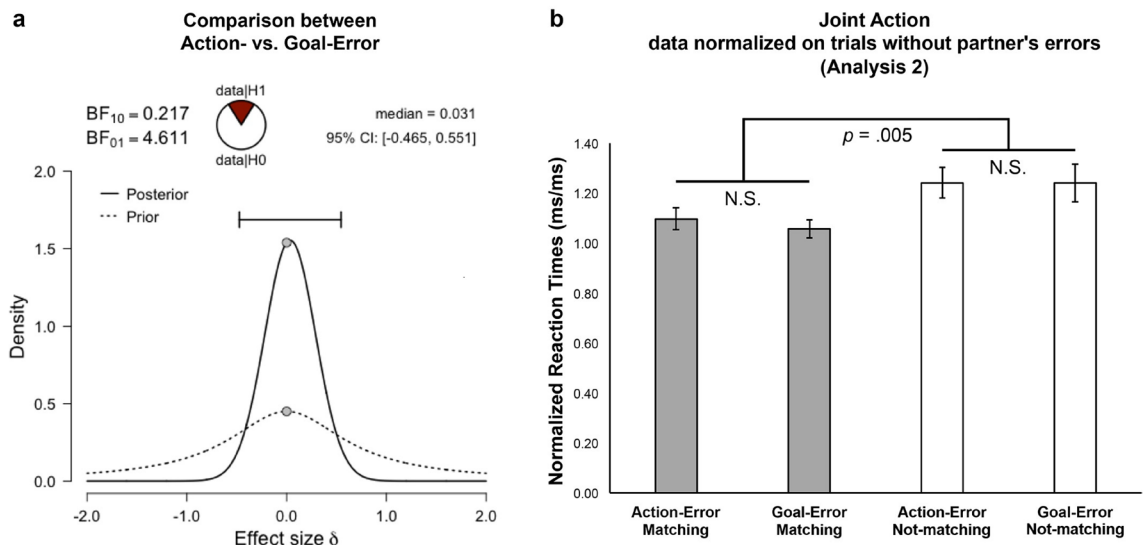 a
Comparison between
Action- vs. Goal-Error
data|H1
BF10 = 0.217
BF01 = 4.611
data|H0
median = 0.031
95% CI: [-0.465, 0.551]
Posterior
Prior
2.0
1.5
1.0
0.5
0.0
Density
-2.0 -1.0 0.0 1.0 2.0
Effect size δ
b
Joint Action
data normalized on trials without partner's errors
(Analysis 2)
Normalized Reaction Times (ms/ms)
1.40
1.20
1.00
0.80
0.60
0.40
0.20
0.00
p = .005
N.S.
N.S.
Action-Error
Matching
Goal-Error
Matching
Action-Error
Not-matching
Goal-Error
Not-matching